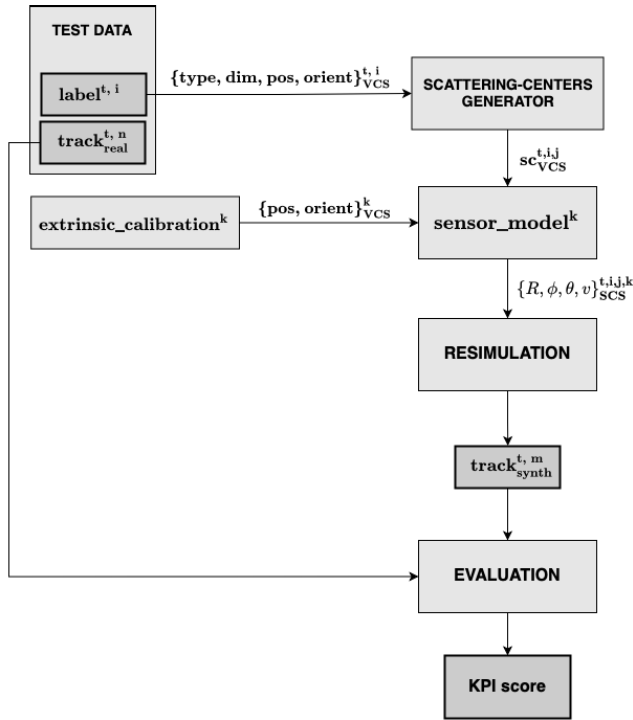 TEST DATA
label^{t, i}
{type, dim, pos, orient}^{t, i}_{VCS}
SCATTERING-CENTERS
GENERATOR
track^{t, n}_{real}
sc^{t,i,j}_{VCS}
extrinsic_calibration^k
{pos, orient}^k_{VCS}
sensor_model^k
{R, ϕ, θ, v}^{t,i,j,k}_{SCS}
RESIMULATION
track^{t, m}_{synth}
EVALUATION
KPI score